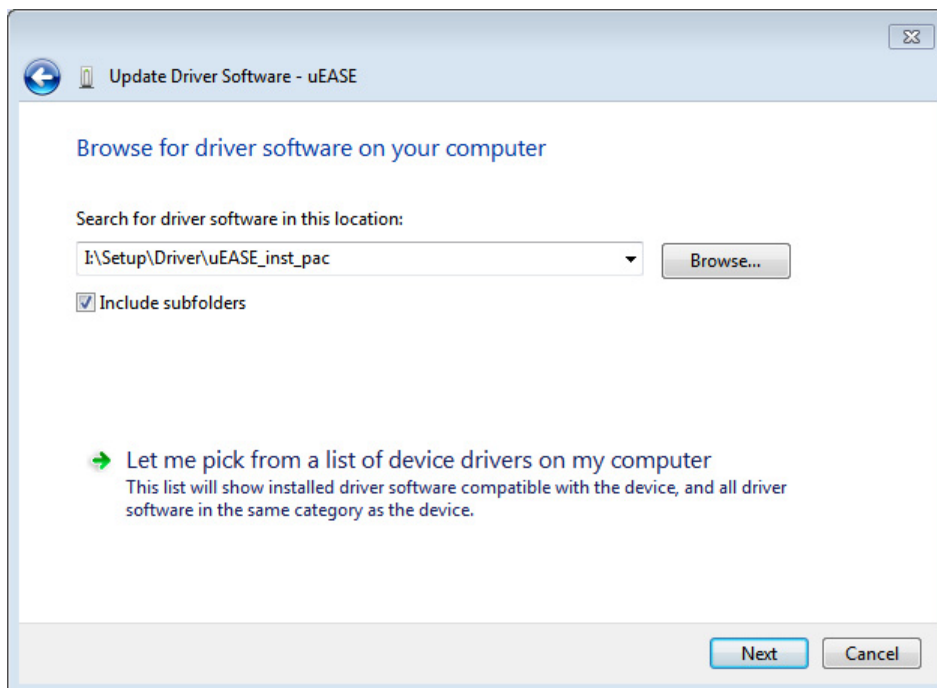 Update Driver Software - uEASE
Browse for driver software on your computer
Search for driver software in this location:
I:\Setup\Driver\uEASE_inst_pac
Browse...
Include subfolders
Let me pick from a list of device drivers on my computer
This list will show installed driver software compatible with the device, and all driver
software in the same category as the device.
Next
Cancel